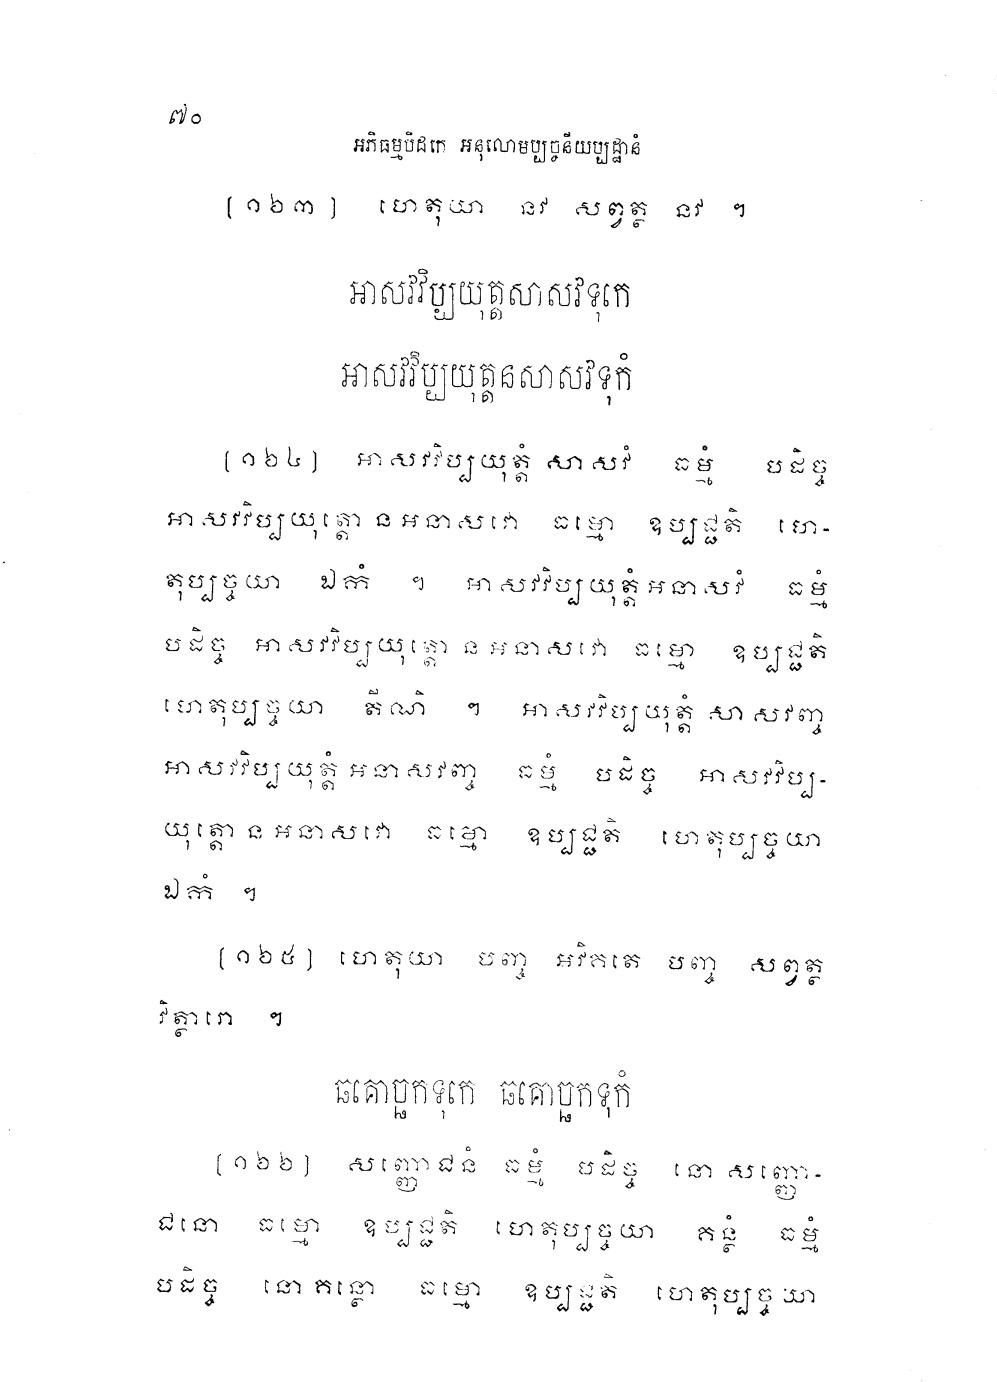 ៧០
អភិធម្មបិដកេ អនុលោមប្បច្ចនីយប្បដ្ឋានំ
[១៦៣] ហេតុយា នវ សព្វត្ថ នវ ។
អាសវវិប្បយុត្តសាសវទុកេ
អាសវវិប្បយុត្តនសាសវទុកំ
[១៦៤] អាសវវិប្បយុត្តំ សាសវំ ធម្មំ បដិច្ច
អាសវវិប្បយុត្តោ នអនាសវោ ធម្មោ ឧប្បជ្ជតិ ហេ-
តុប្បច្ចយា ឯកំ ។ អាសវវិប្បយុត្តំ អនាសវំ ធម្មំ
បដិច្ច អាសវវិប្បយុត្តោ នអនាសវោ ធម្មោ ឧប្បជ្ជតិ
ហេតុប្បច្ចយា តីណិ ។ អាសវវិប្បយុត្តំ សាសវញ្ច
អាសវវិប្បយុត្តំ អនាសវញ្ច ធម្មំ បដិច្ច អាសវវិប្ប-
យុត្តោ នអនាសវោ ធម្មោ ឧប្បជ្ជតិ ហេតុប្បច្ចយា
ឯកំ ។
[១៦៥] ហេតុយា បញ្ច អវិគតេ បញ្ច សព្វត្ថ
វិត្ថារោ ។
ឆគោច្ឆកទុកេ ឆគោច្ឆកទុកំ
[១៦៦] សញ្ញោជនំ ធម្មំ បដិច្ច នោ សញ្ញោ-
ជនោ ធម្មោ ឧប្បជ្ជតិ ហេតុប្បច្ចយា គន្ថំ ធម្មំ
បដិច្ច នោ គន្ថោ ធម្មោ ឧប្បជ្ជតិ ហេតុប្បច្ចយា